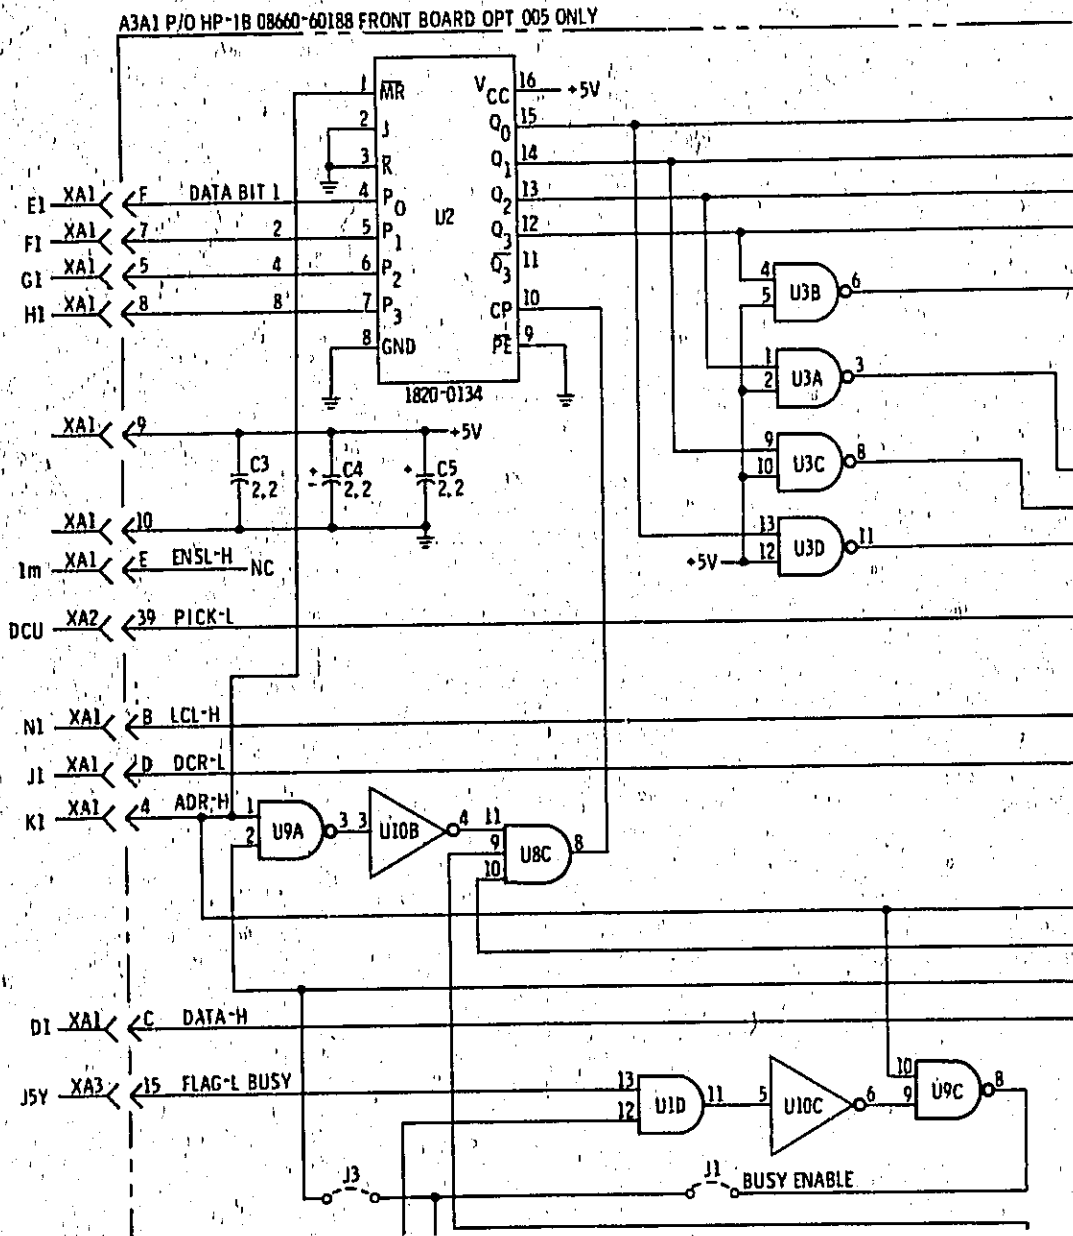 A3A1 P/O HP-1B 08660-60188 FRONT BOARD OPT 005 ONLY
1 MR
2 J
3 K
4 P0
5 P1
6 P2
7 P3
8 GND
U2
VCC 16 +5V
Q0 15
Q1 14
Q2 13
Q3 12
Q3 11
CP 10
PE 9
1820-0134
E1 XA1 F DATA BIT 1
F1 XA1 7 2
G1 XA1 5 4
H1 XA1 8 8
4 5 U3B 6
1 2 U3A 3
9 10 U3C 8
13 12 U3D 11
+5V
XA1 9 +5V
C3 2.2
+ - C4 2.2
+ C5 2.2
XA1 10
1m XA1 E ENSL-H NC
DCU XA2 39 PICK-L
N1 XA1 B LCL-H
J1 XA1 D DCR-L
K1 XA1 4 ADR-H
1 2 U9A 3
3 U10B 4
11 9 10 U8C 8
D1 XA1 C DATA-H
J5Y XA3 15 FLAG-L BUSY
13 12 U1D 11
5 U10C 6
10 9 U9C 8
J3
J1 BUSY ENABLE